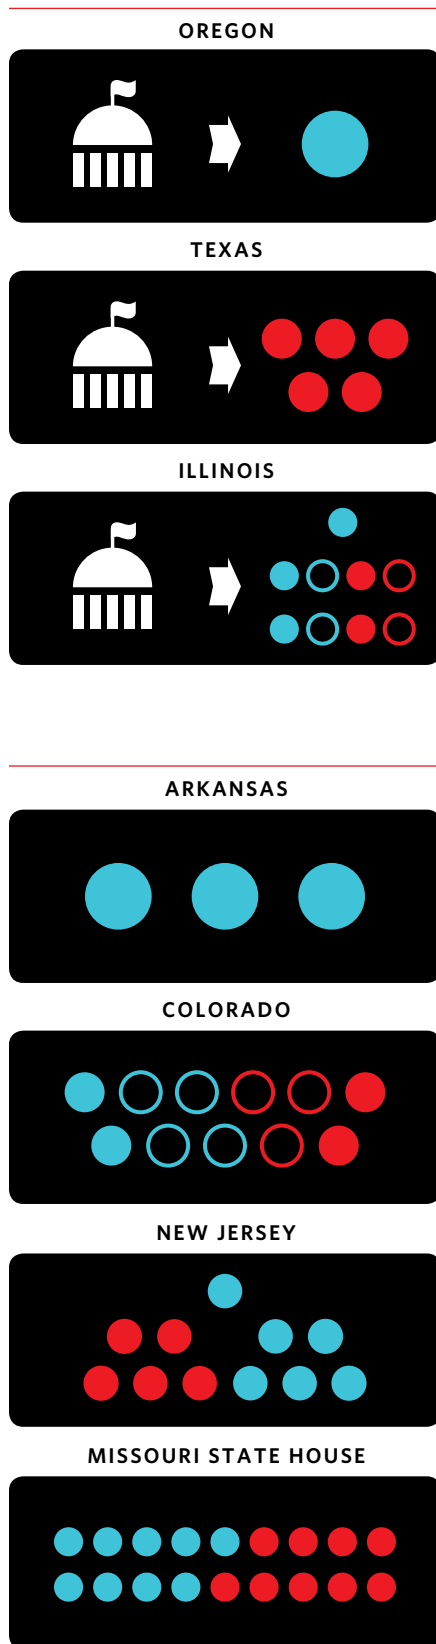 OREGON
TEXAS
ILLINOIS
ARKANSAS
COLORADO
NEW JERSEY
MISSOURI STATE HOUSE